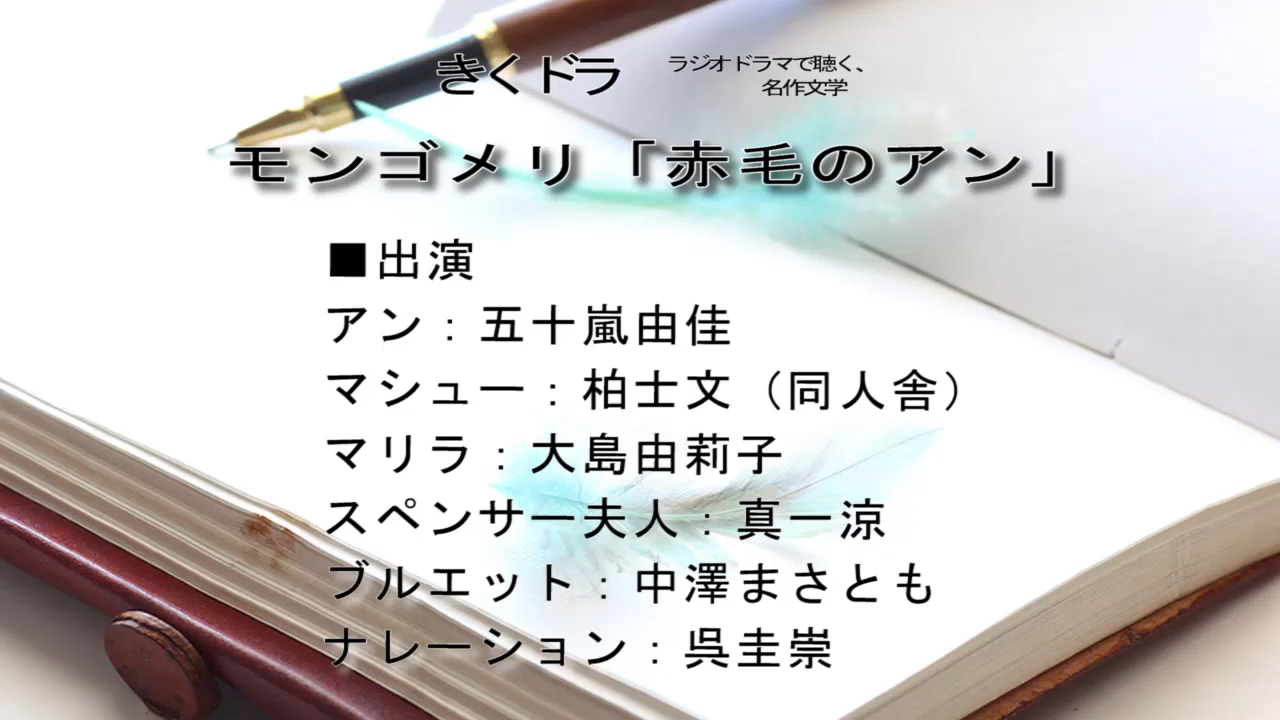 きくドラ
ラジオドラマで聴く、
名作文学
モンゴメリ「赤毛のアン」
■出演
アン：五十嵐由佳
マシュー：柏士文（同人舎）
マリラ：大島由莉子
スペンサー夫人：真一涼
ブルエット：中澤まさとも
ナレーション：呉圭崇